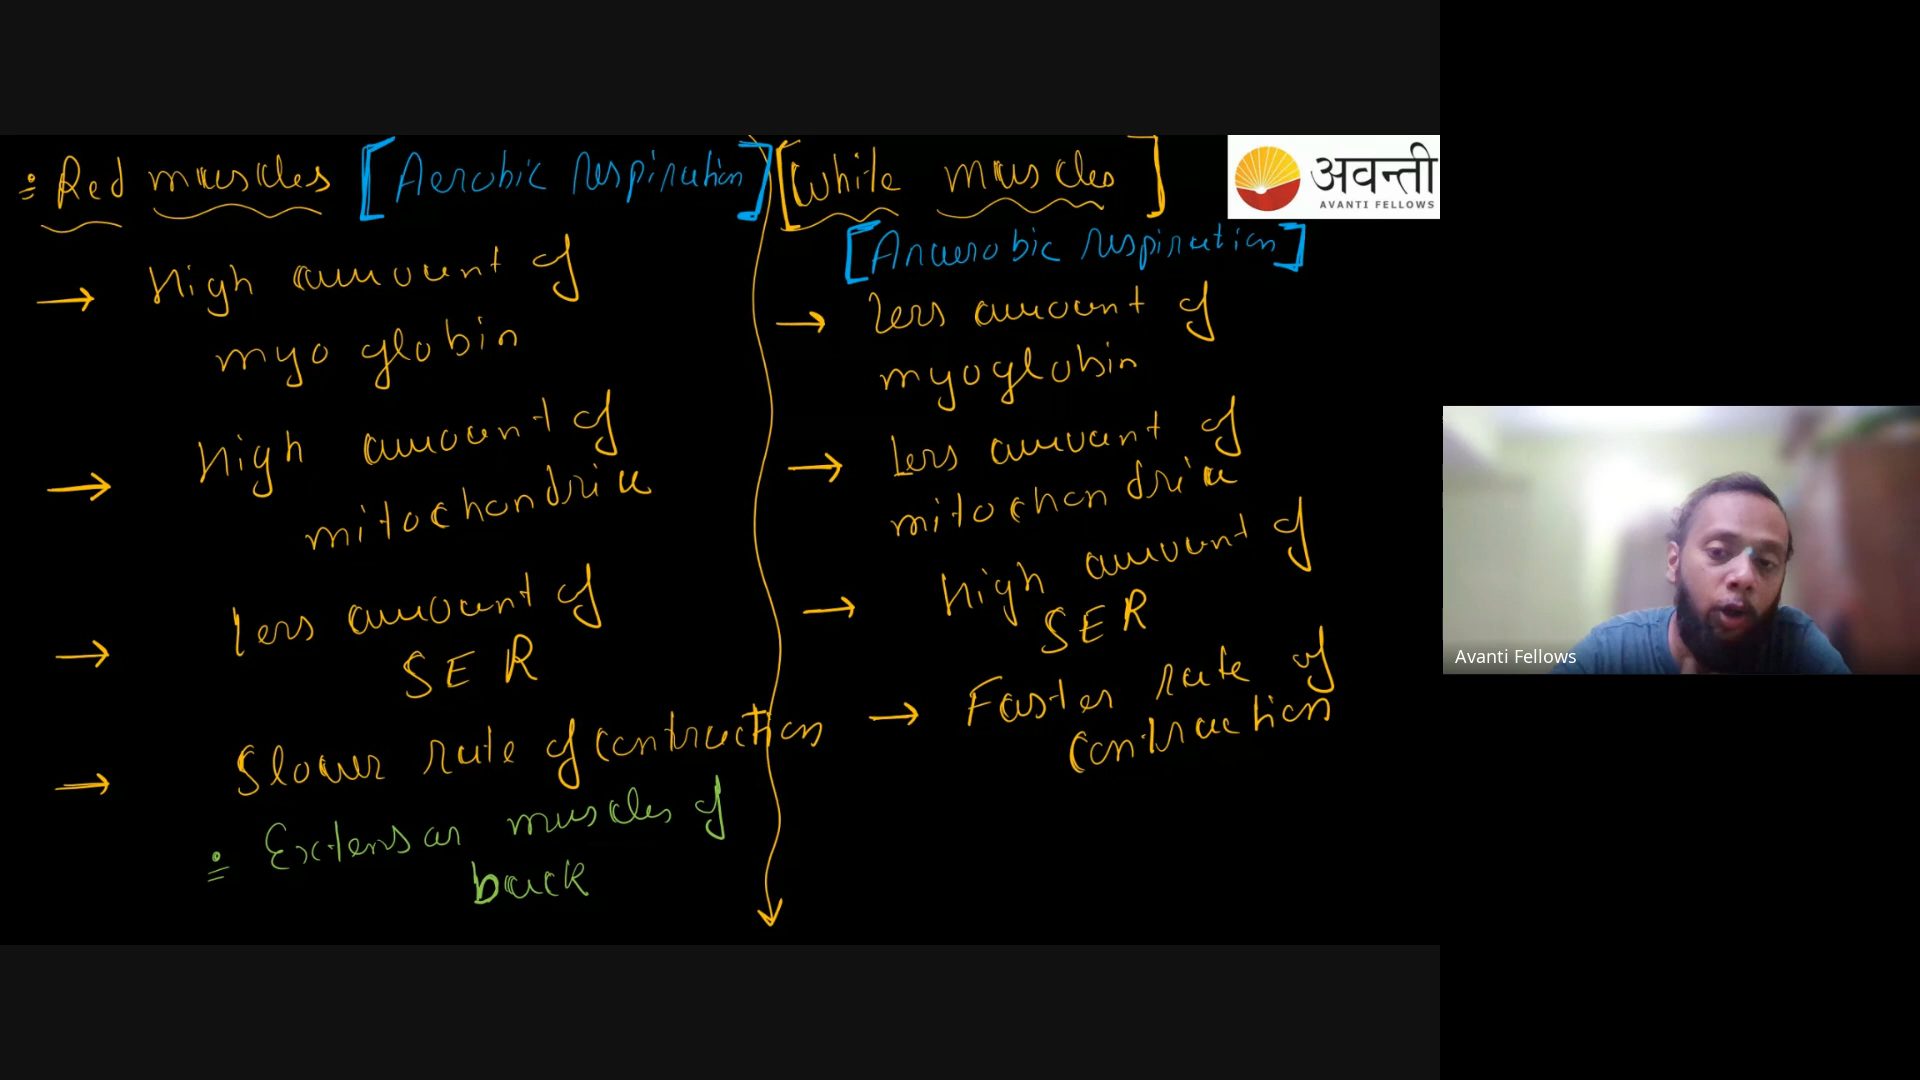 Red muscles [Aerobic respiration]
→ High amount of
myoglobin
→ High amount of
mitochondria
→ less amount of
SER
→ Slower rate of contraction
Extensor muscles of
back
[White muscles]
[Anaerobic respiration]
→ less amount of
myoglobin
→ Less amount of
mitochondria
→ High amount of
SER
→ Faster rate of
contraction
अवन्ती
AVANTI FELLOWS
Avanti Fellows